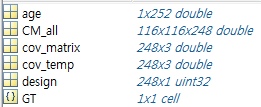 age 1x252 double
CM_all 116x116x248 double
cov_matrix 248x3 double
cov_temp 248x3 double
design 248x1 uint32
GT 1x1 cell